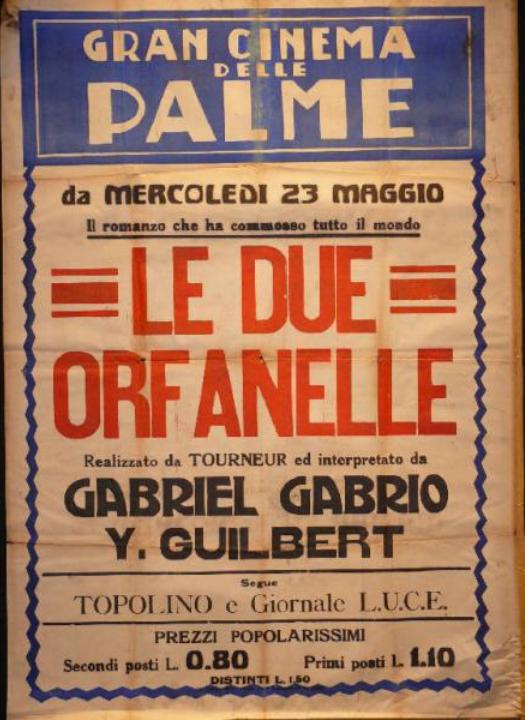 GRAN CINEMA
DELLE
PALME
da MERCOLEDI 23 MAGGIO
Il romanzo che ha commosso tutto il mondo
LE DUE
ORFANELLE
Realizzato da TOURNEUR ed interpretato da
GABRIEL GABRIO
Y. GUILBERT
Segue
TOPOLINO e Giornale L.U.C.E.
PREZZI POPOLARISSIMI
Secondi posti L. 0.80 Primi posti L. 1.10
DISTINTI L. 1.50